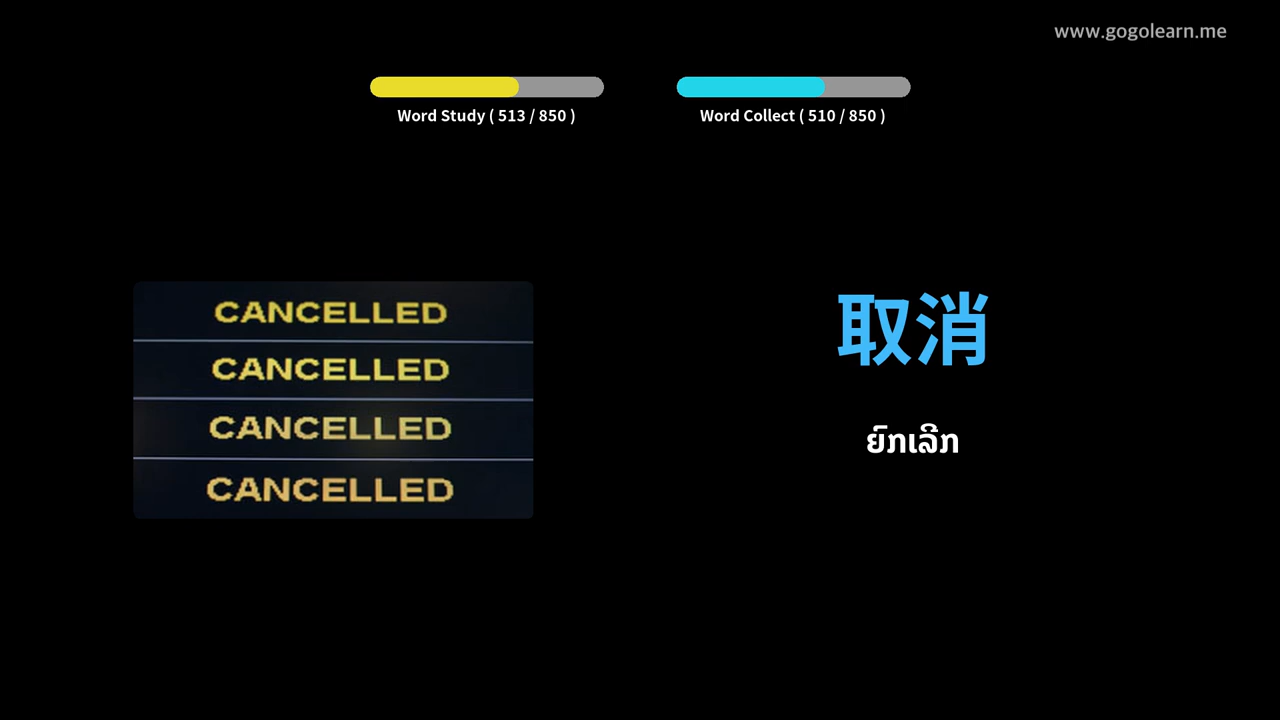 www.gogolearn.me
Word Study ( 513 / 850 )
Word Collect ( 510 / 850 )
CANCELLED
CANCELLED
CANCELLED
CANCELLED
取消
ຍົກເລີກ